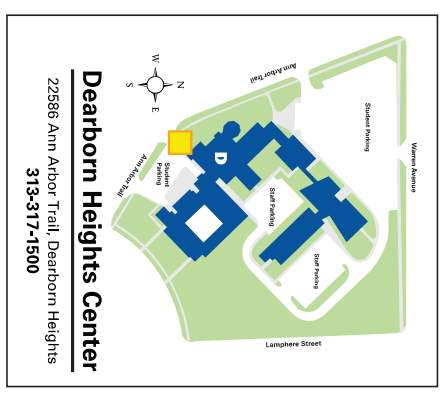 Dearborn Heights Center
22586 Ann Arbor Trail, Dearborn Heights
313-317-1500
W
N
S
E
Ann Arbor Trail
Student Parking
Warren Avenue
D
Student
Parking
Ann Arbor Trail
Staff Parking
Staff Parking
Lamphere Street